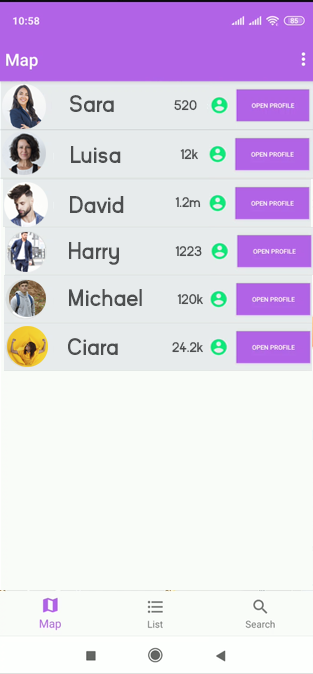 10:58
85
Map
Sara 520 OPEN PROFILE
Luisa 12k OPEN PROFILE
David 1.2m OPEN PROFILE
Harry 1223 OPEN PROFILE
Michael 120k OPEN PROFILE
Ciara 24.2k OPEN PROFILE
Map List Search